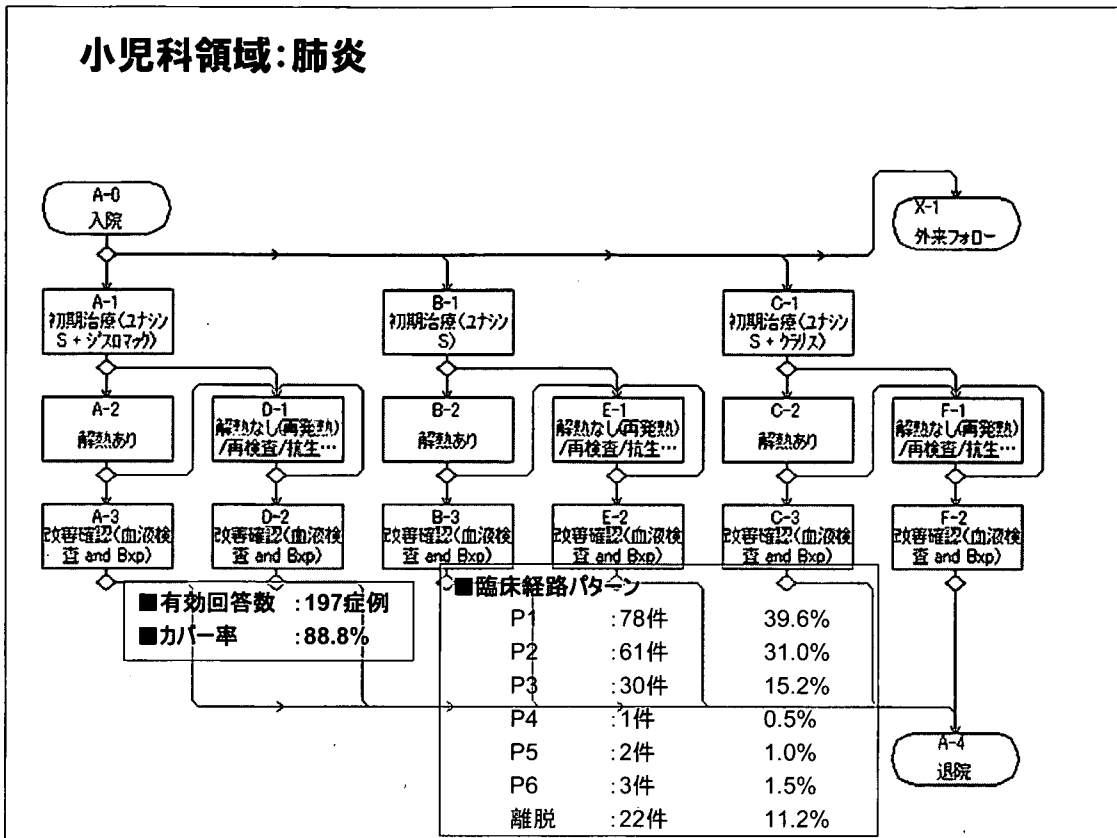 小児科領域:肺炎
A-0
入院
X-1
外来フォロー
A-1
初期治療(ユナシン
S + ジスロマック)
B-1
初期治療(ユナシン
S)
C-1
初期治療(ユナシン
S + クラリス)
A-2
解熱あり
D-1
解熱なし(再発熱)
/再検査/抗生…
B-2
解熱あり
E-1
解熱なし(再発熱)
/再検査/抗生…
C-2
解熱あり
F-1
解熱なし(再発熱)
/再検査/抗生…
A-3
改善確認(血液検
査 and Bxp)
D-2
改善確認(血液検
査 and Bxp)
B-3
改善確認(血液検
査 and Bxp)
E-2
改善確認(血液検
査 and Bxp)
C-3
改善確認(血液検
査 and Bxp)
F-2
改善確認(血液検
査 and Bxp)
■有効回答数 :197症例
■カバー率 :88.8%
■臨床経路パターン
P1 :78件 39.6%
P2 :61件 31.0%
P3 :30件 15.2%
P4 :1件 0.5%
P5 :2件 1.0%
P6 :3件 1.5%
離脱 :22件 11.2%
A-4
退院